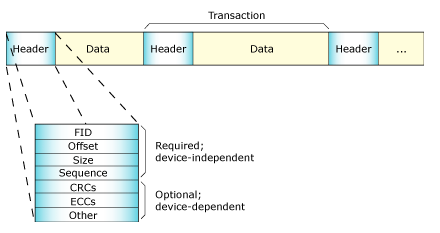 Transaction
Header Data Header Data Header ...
FID
Offset
Size
Sequence
CRCs
ECCs
Other
Required;
device-independent
Optional;
device-dependent